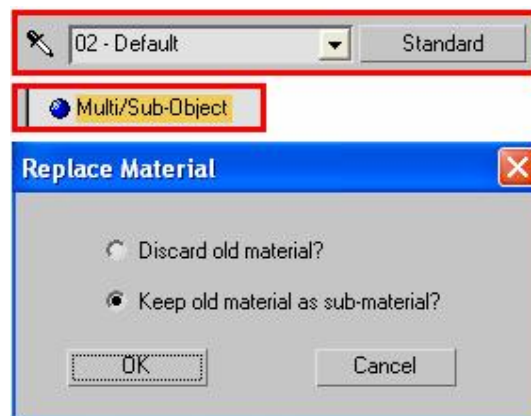 02 - Default Standard
Multi/Sub-Object
Replace Material
Discard old material?
Keep old material as sub-material?
OK Cancel